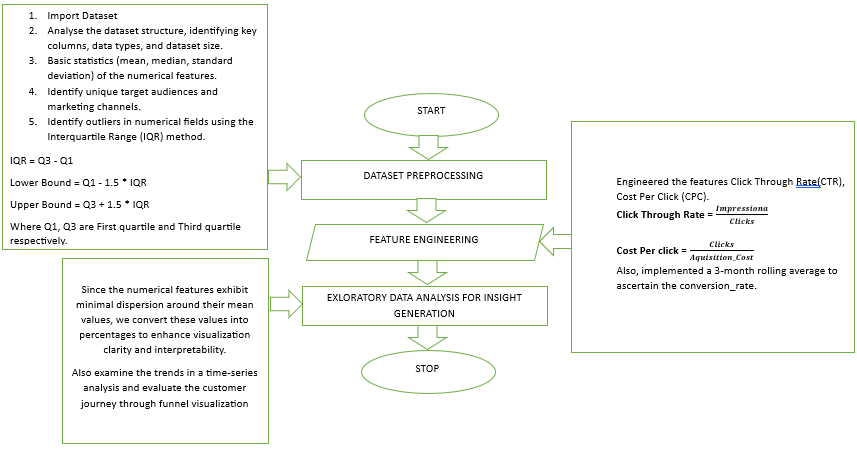 1. Import Dataset
2. Analyse the dataset structure, identifying key
columns, data types, and dataset size.
3. Basic statistics (mean, median, standard
deviation) of the numerical features.
4. Identify unique target audiences and
marketing channels.
5. Identify outliers in numerical fields using the
Interquartile Range (IQR) method.
IQR = Q3 - Q1
Lower Bound = Q1 - 1.5 * IQR
Upper Bound = Q3 + 1.5 * IQR
Where Q1, Q3 are First quartile and Third quartile
respectively.
START
DATASET PREPROCESSING
FEATURE ENGINEERING
Engineered the features Click Through Rate(CTR),
Cost Per Click (CPC).
Click Through Rate = Impressiona
Clicks
Cost Per click = Clicks
Aquisition_Cost
Also, implemented a 3-month rolling average to
ascertain the conversion_rate.
Since the numerical features exhibit
minimal dispersion around their mean
values, we convert these values into
percentages to enhance visualization
clarity and interpretability.
Also examine the trends in a time-series
analysis and evaluate the customer
journey through funnel visualization
EXLORATORY DATA ANALYSIS FOR INSIGHT
GENERATION
STOP